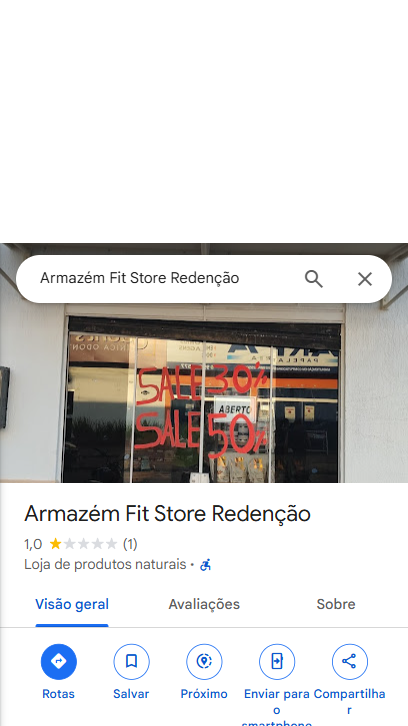 Armazém Fit Store Redenção
SALE 30%
ABERTO
SALE 50%
Armazém Fit Store Redenção
1,0 (1)
Loja de produtos naturais ·
Visão geral
Avaliações
Sobre
Rotas
Salvar
Próximo
Enviar para o smartphone
Compartilhar